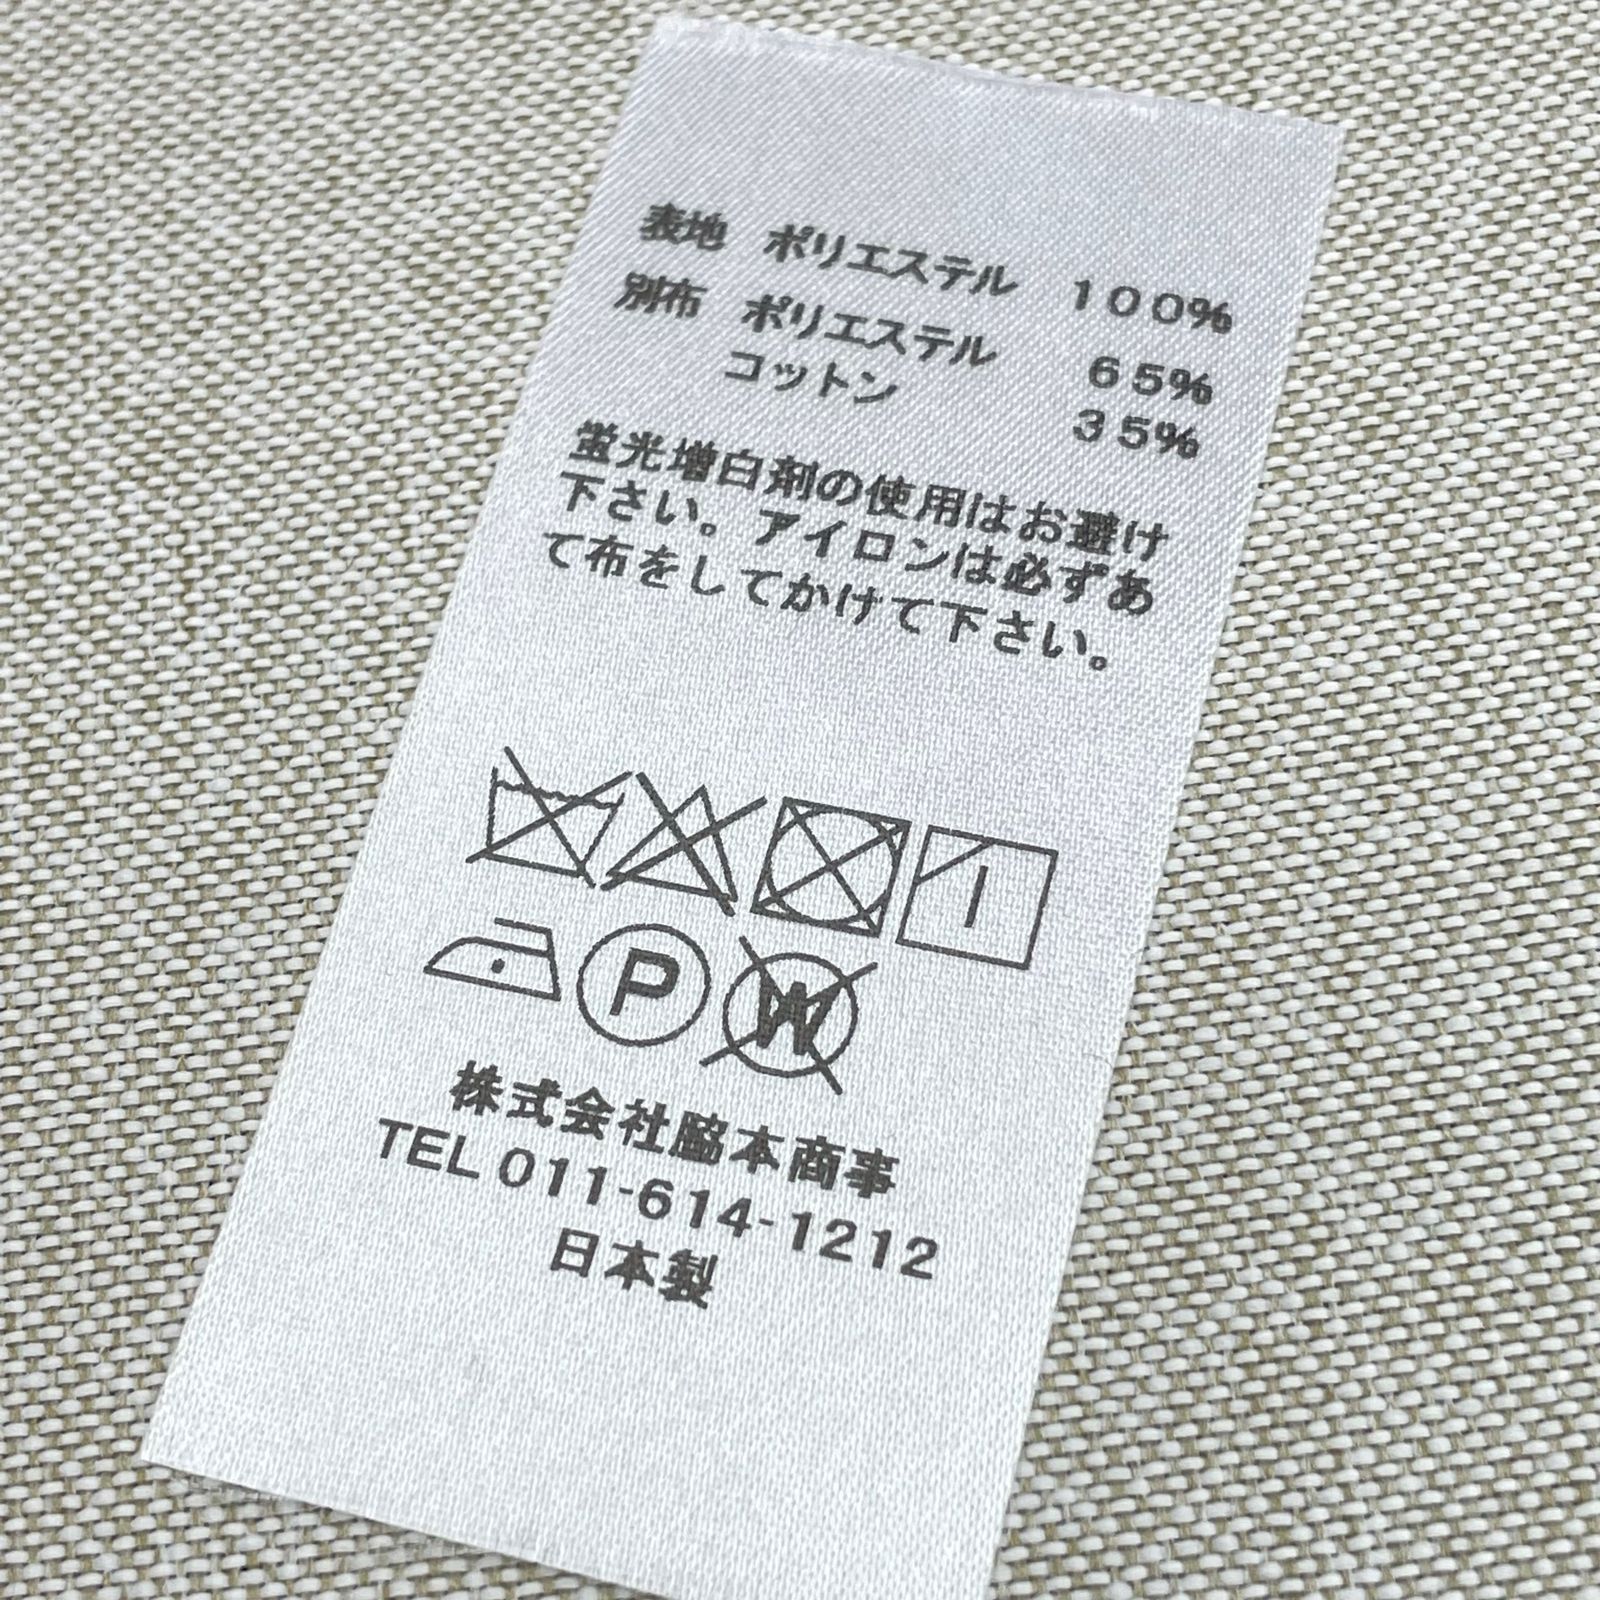 表地 ポリエステル 100%
別布 ポリエステル 65%
コットン 35%
蛍光増白剤の使用はお避け
下さい。アイロンは必ずあ
て布をしてかけて下さい。
P
W
株式会社脇本商事
TEL 011-614-1212
日本製